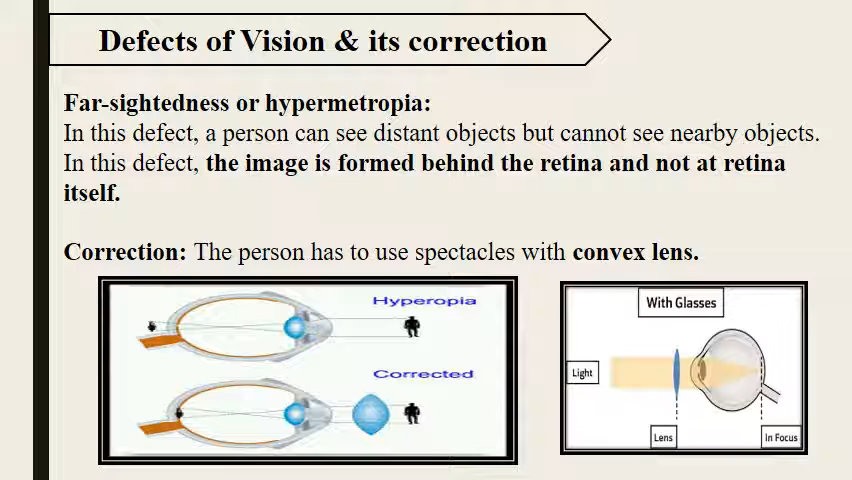 Defects of Vision & its correction
Far-sightedness or hypermetropia:
In this defect, a person can see distant objects but cannot see nearby objects.
In this defect, the image is formed behind the retina and not at retina
itself.
Correction: The person has to use spectacles with convex lens.
Hyperopia
Corrected
With Glasses
Light
Lens
In Focus